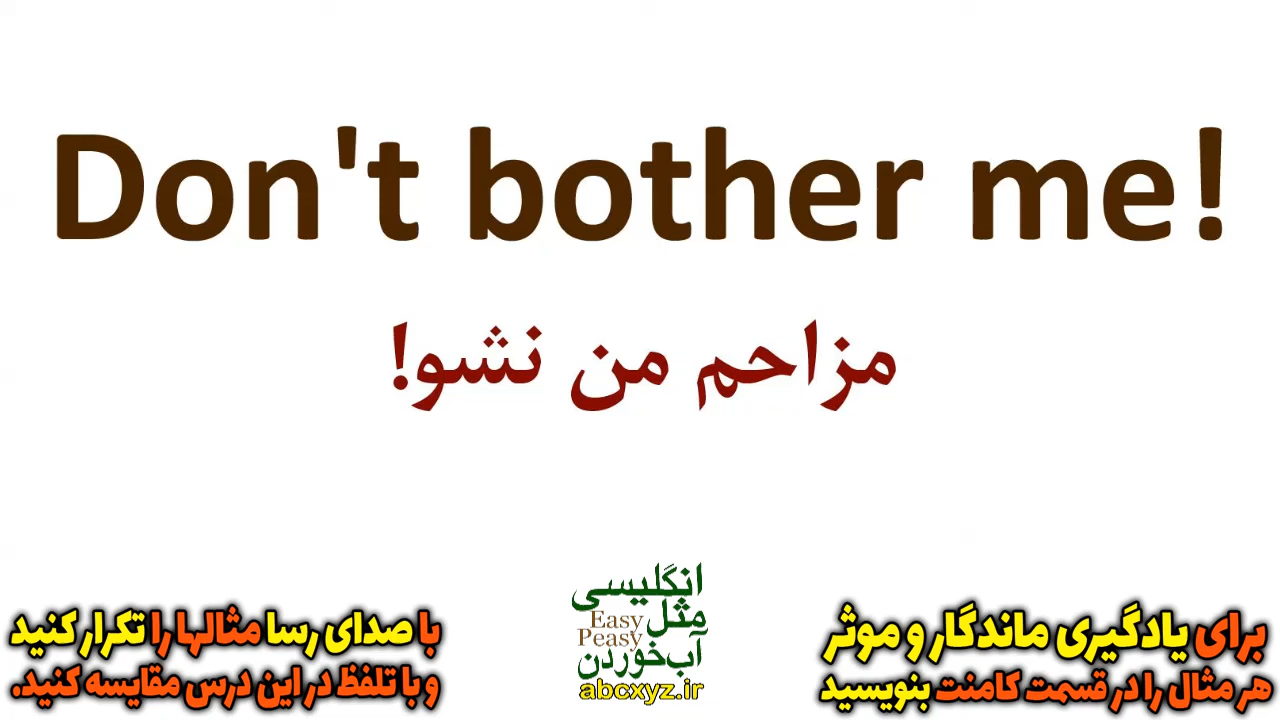 Don't bother me!
مزاحم من نشو!
برای یادگیری ماندگار و موثر
هر مثال را در قسمت کامنت بنویسید
انگلیسی
مثل Easy
Peasy
آب‌خوردن
abcxyz.ir
با صدای رسا مثالها را تکرار کنید
و با تلفظ در این درس مقایسه کنید.